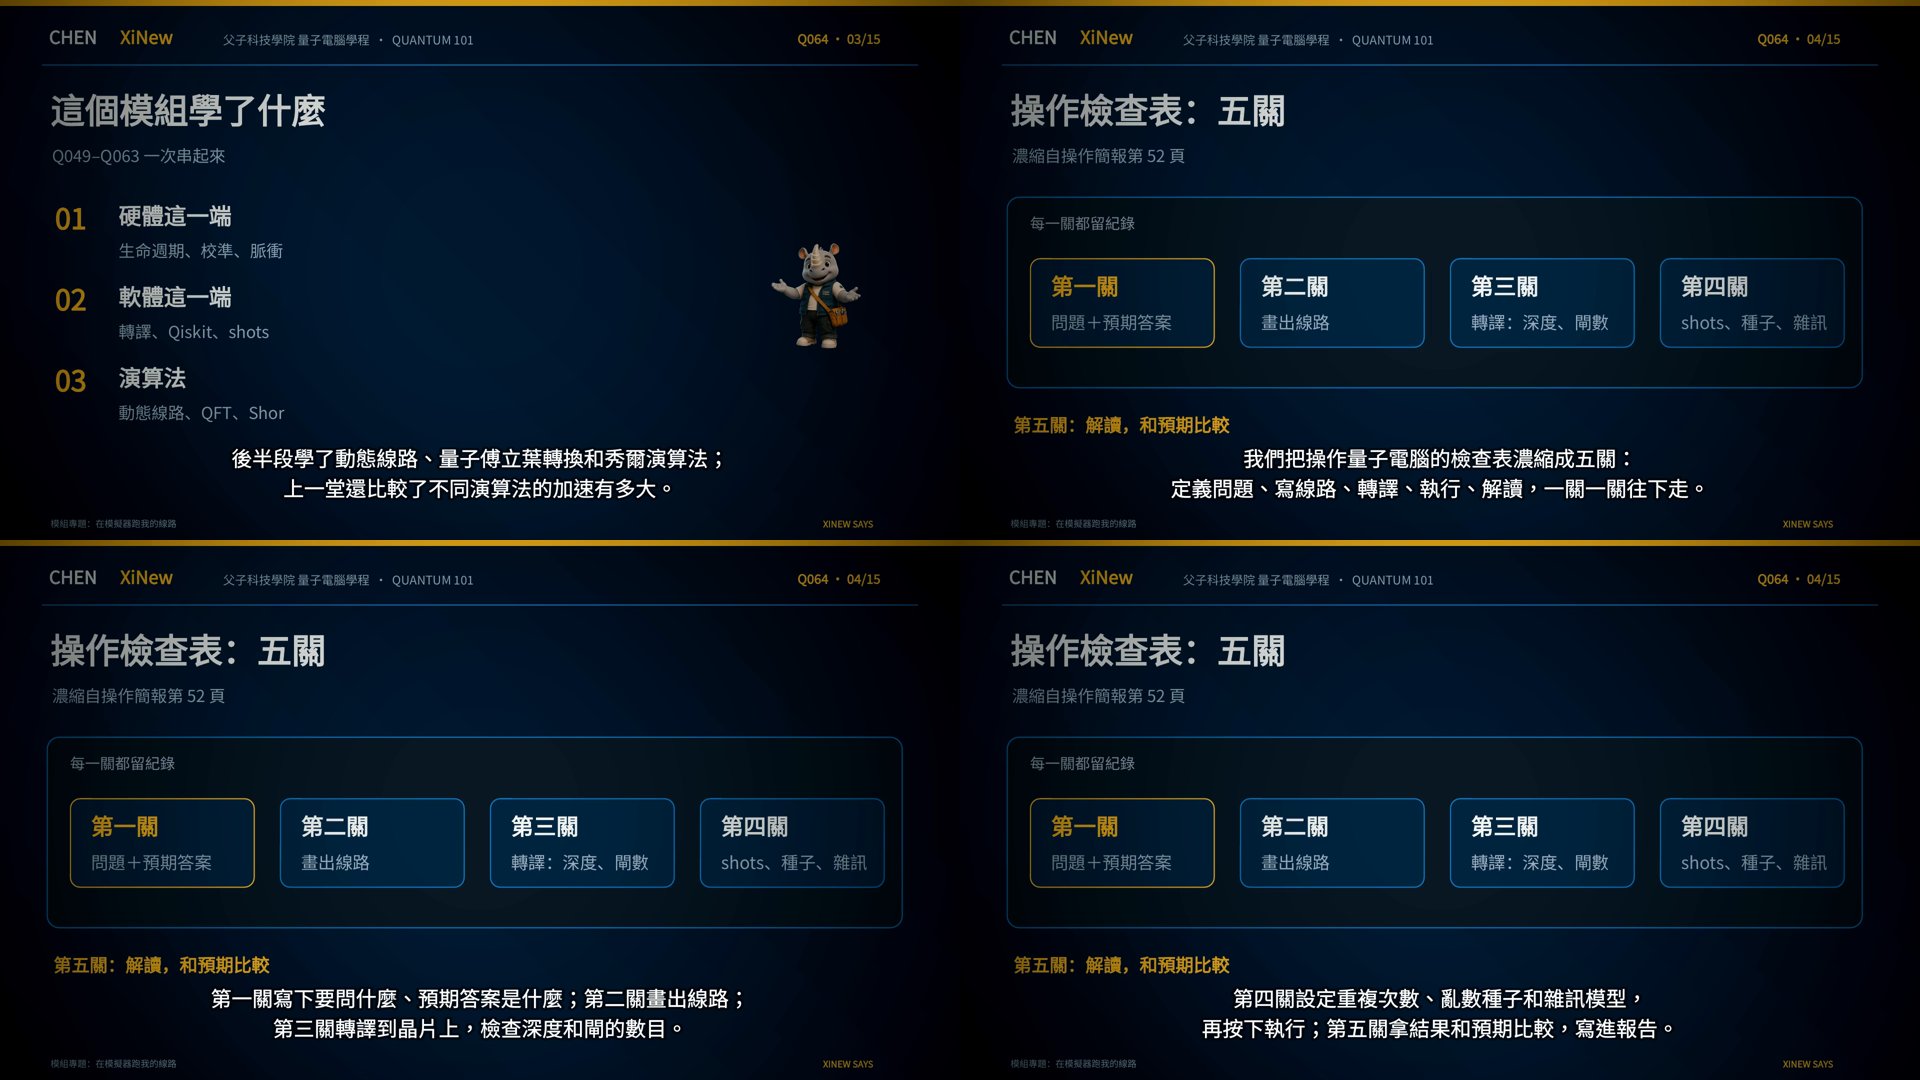 CHEN XiNew 父子科技學院 量子電腦學程 · QUANTUM 101 Q064 · 03/15
這個模組學了什麼
Q049–Q063 一次串起來
01 硬體這一端
生命週期、校準、脈衝
02 軟體這一端
轉譯、Qiskit、shots
03 演算法
動態線路、QFT、Shor
後半段學了動態線路、量子傅立葉轉換和秀爾演算法；
上一堂還比較了不同演算法的加速有多大。
模組專題：在模擬器跑我的線路 XINEW SAYS
CHEN XiNew 父子科技學院 量子電腦學程 · QUANTUM 101 Q064 · 04/15
操作檢查表：五關
濃縮自操作簡報第 52 頁
每一關都留紀錄
第一關 第二關 第三關 第四關
問題＋預期答案 畫出線路 轉譯：深度、閘數 shots、種子、雜訊
第五關：解讀，和預期比較
我們把操作量子電腦的檢查表濃縮成五關：
定義問題、寫線路、轉譯、執行、解讀，一關一關往下走。
模組專題：在模擬器跑我的線路 XINEW SAYS
CHEN XiNew 父子科技學院 量子電腦學程 · QUANTUM 101 Q064 · 04/15
操作檢查表：五關
濃縮自操作簡報第 52 頁
每一關都留紀錄
第一關 第二關 第三關 第四關
問題＋預期答案 畫出線路 轉譯：深度、閘數 shots、種子、雜訊
第五關：解讀，和預期比較
第一關寫下要問什麼、預期答案是什麼；第二關畫出線路；
第三關轉譯到晶片上，檢查深度和閘的數目。
模組專題：在模擬器跑我的線路 XINEW SAYS
CHEN XiNew 父子科技學院 量子電腦學程 · QUANTUM 101 Q064 · 04/15
操作檢查表：五關
濃縮自操作簡報第 52 頁
每一關都留紀錄
第一關 第二關 第三關 第四關
問題＋預期答案 畫出線路 轉譯：深度、閘數 shots、種子、雜訊
第五關：解讀，和預期比較
第四關設定重複次數、亂數種子和雜訊模型，
再按下執行；第五關拿結果和預期比較，寫進報告。
模組專題：在模擬器跑我的線路 XINEW SAYS